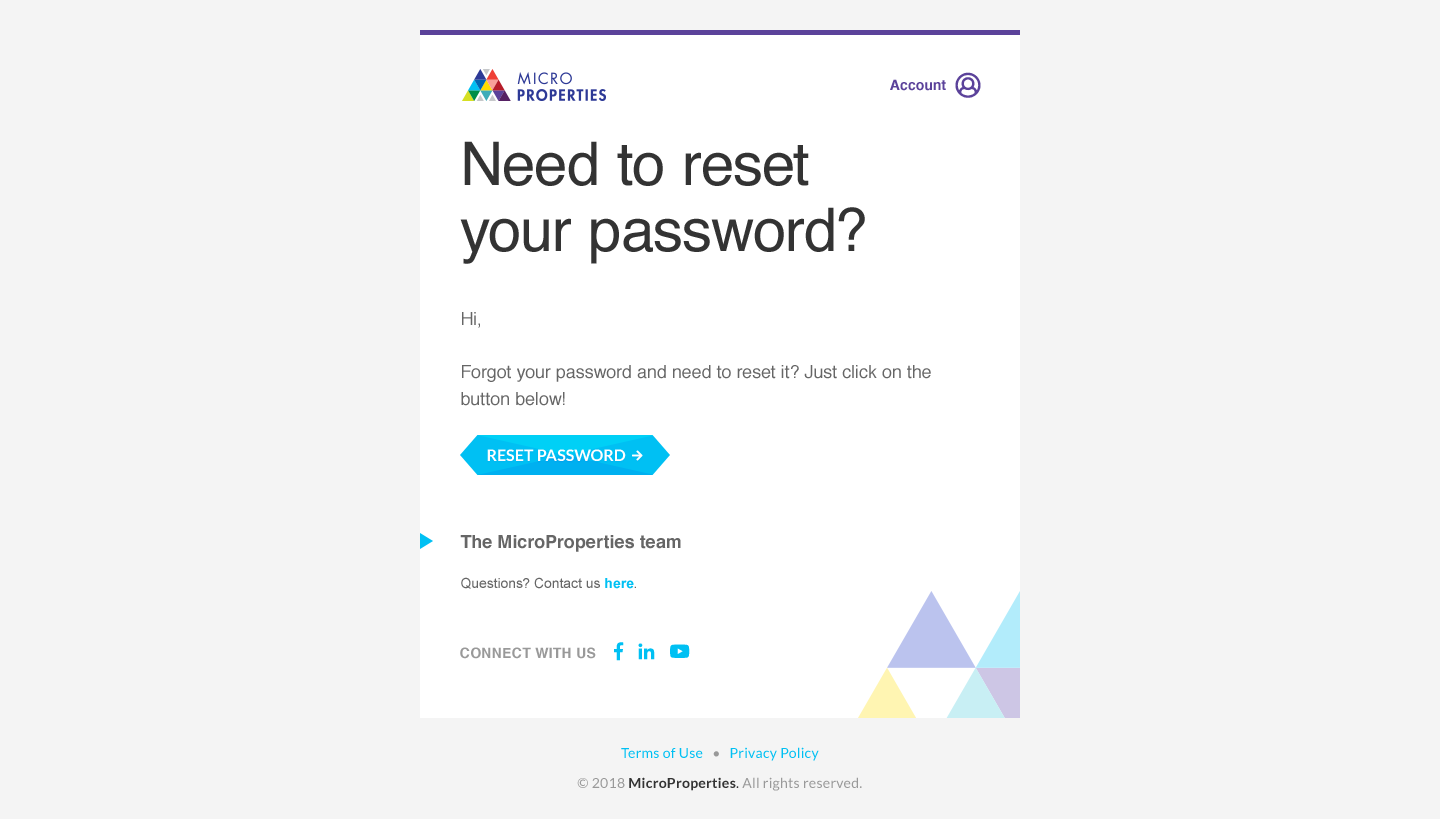 MICRO
PROPERTIES
Account
Need to reset
your password?
Hi,
Forgot your password and need to reset it? Just click on the
button below!
RESET PASSWORD →
The MicroProperties team
Questions? Contact us here.
CONNECT WITH US
Terms of Use • Privacy Policy
© 2018 MicroProperties. All rights reserved.